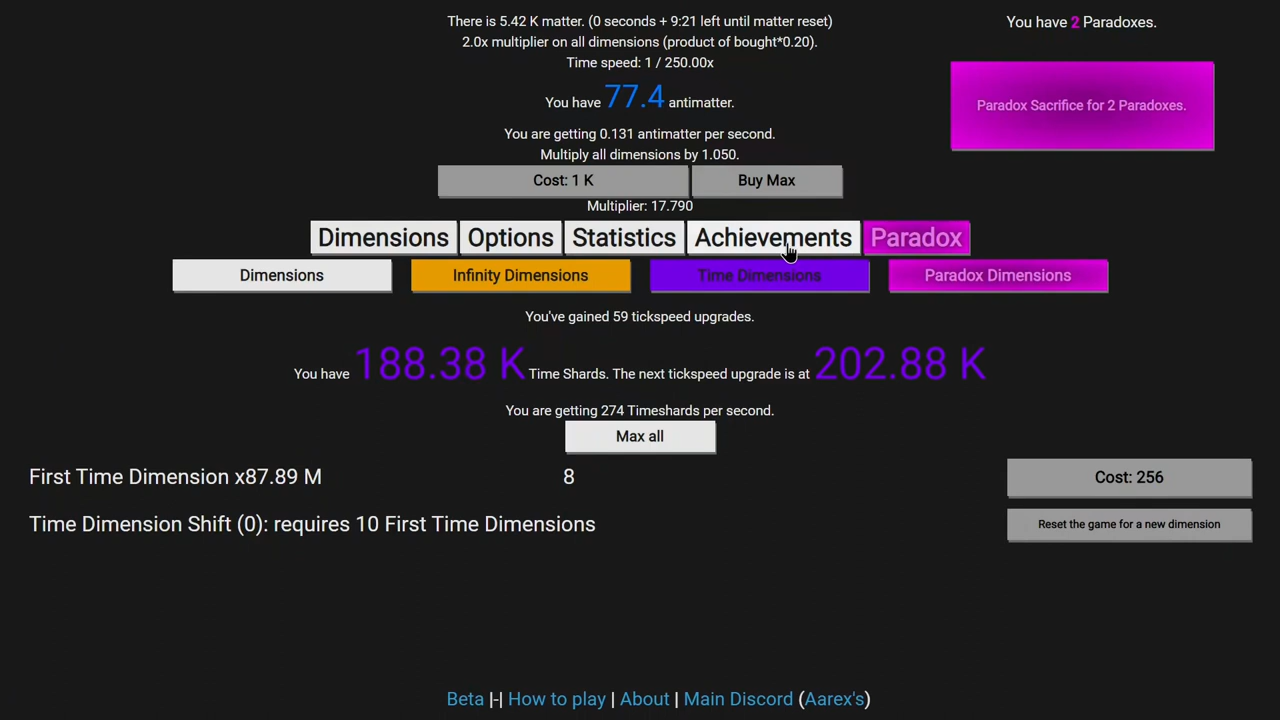 There is 5.42 K matter. (0 seconds + 9:21 left until matter reset)
You have 2 Paradoxes.
2.0x multiplier on all dimensions (product of bought*0.20).
Time speed: 1 / 250.00x
You have 77.4 antimatter.
Paradox Sacrifice for 2 Paradoxes.
You are getting 0.131 antimatter per second.
Multiply all dimensions by 1.050.
Cost: 1 K Buy Max
Multiplier: 17.790
Dimensions Options Statistics Achievements Paradox
Dimensions Infinity Dimensions Time Dimensions Paradox Dimensions
You've gained 59 tickspeed upgrades.
You have 188.38 K Time Shards. The next tickspeed upgrade is at 202.88 K
You are getting 274 Timeshards per second.
Max all
First Time Dimension x87.89 M 8 Cost: 256
Time Dimension Shift (0): requires 10 First Time Dimensions Reset the game for a new dimension
Beta |-| How to play | About | Main Discord (Aarex's)